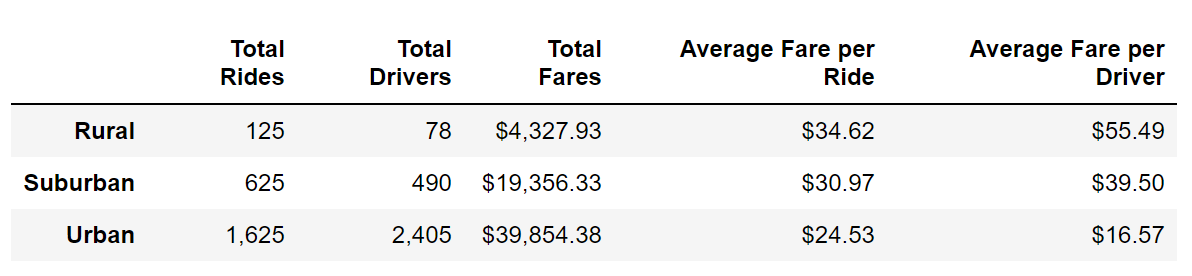 Total Rides Total Drivers Total Fares Average Fare per Ride Average Fare per Driver
Rural 125 78 $4,327.93 $34.62 $55.49
Suburban 625 490 $19,356.33 $30.97 $39.50
Urban 1,625 2,405 $39,854.38 $24.53 $16.57